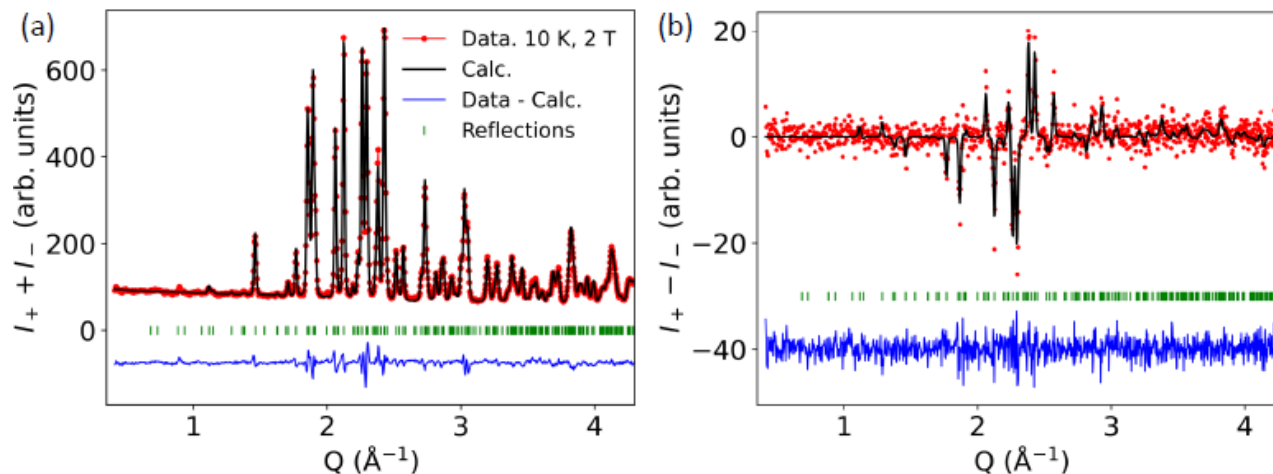 (a)
I₊ + I₋ (arb. units)
600
400
200
0
Data. 10 K, 2 T
Calc.
Data - Calc.
Reflections
1 2 3 4
Q (Å⁻¹)
(b)
I₊ − I₋ (arb. units)
20
0
−20
−40
1 2 3 4
Q (Å⁻¹)